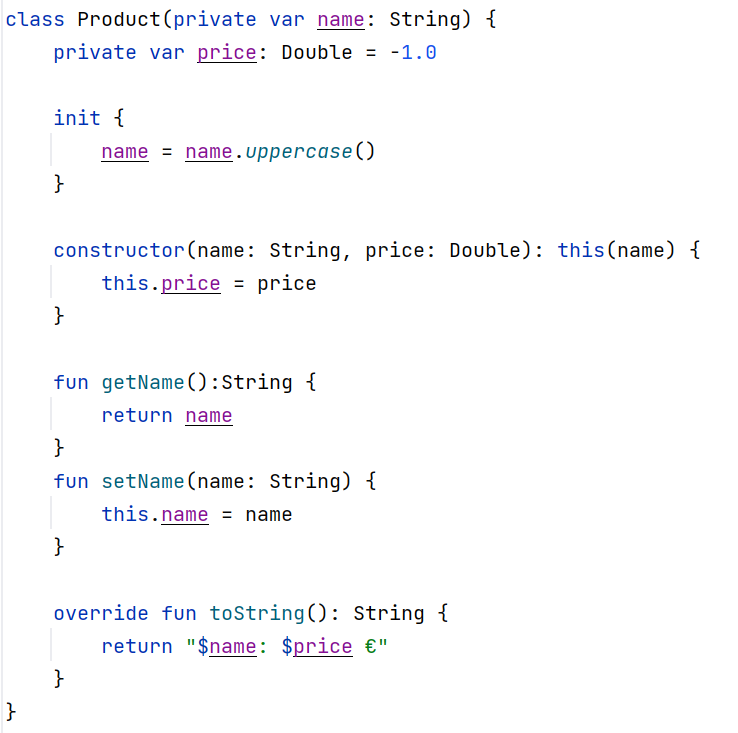 class Product(private var name: String) {
    private var price: Double = -1.0

    init {
        name = name.uppercase()
    }

    constructor(name: String, price: Double): this(name) {
        this.price = price
    }

    fun getName():String {
        return name
    }
    fun setName(name: String) {
        this.name = name
    }

    override fun toString(): String {
        return "$name: $price €"
    }
}